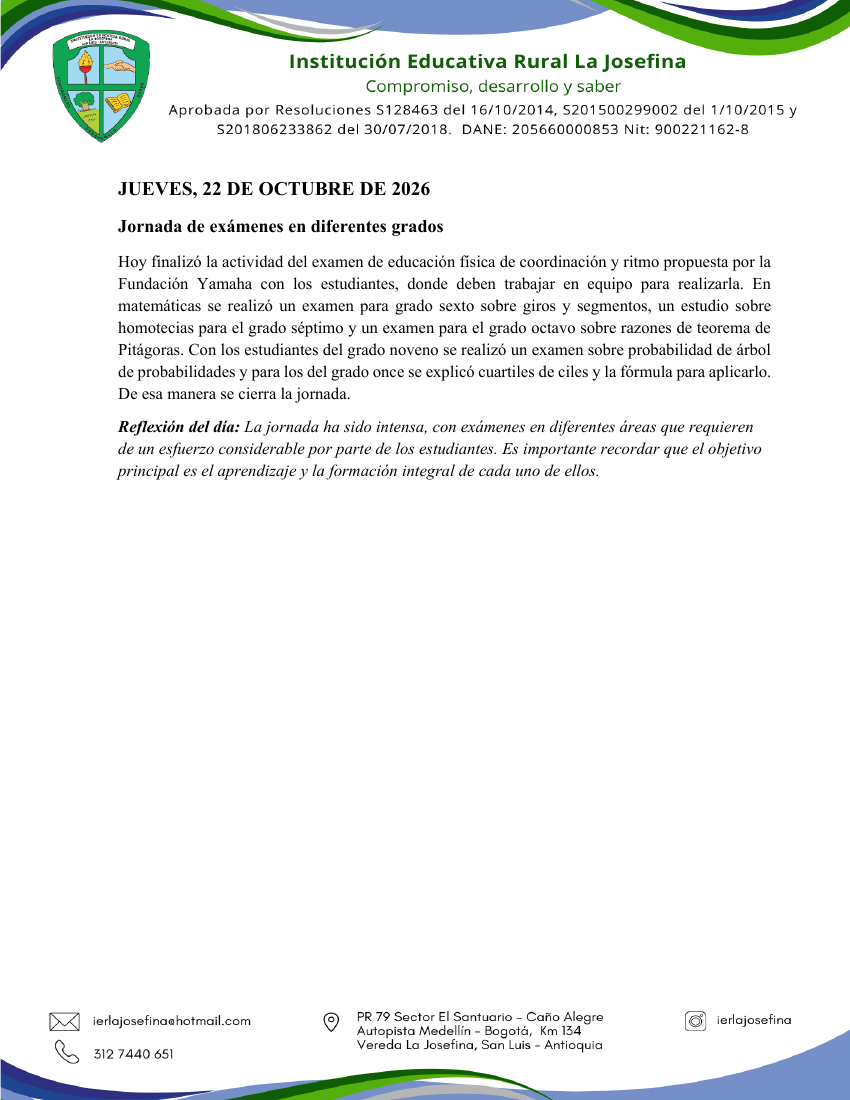 Institución Educativa Rural La Josefina
Compromiso, desarrollo y saber
Aprobada por Resoluciones S128463 del 16/10/2014, S201500299002 del 1/10/2015 y
S201806233862 del 30/07/2018. DANE: 205660000853 Nit: 900221162-8
JUEVES, 22 DE OCTUBRE DE 2026
Jornada de exámenes en diferentes grados
Hoy finalizó la actividad del examen de educación física de coordinación y ritmo propuesta por la
Fundación Yamaha con los estudiantes, donde deben trabajar en equipo para realizarla. En
matemáticas se realizó un examen para grado sexto sobre giros y segmentos, un estudio sobre
homotecias para el grado séptimo y un examen para el grado octavo sobre razones de teorema de
Pitágoras. Con los estudiantes del grado noveno se realizó un examen sobre probabilidad de árbol
de probabilidades y para los del grado once se explicó cuartiles de ciles y la fórmula para aplicarlo.
De esa manera se cierra la jornada.
Reflexión del día: La jornada ha sido intensa, con exámenes en diferentes áreas que requieren
de un esfuerzo considerable por parte de los estudiantes. Es importante recordar que el objetivo
principal es el aprendizaje y la formación integral de cada uno de ellos.
ierlajosefina@hotmail.com
312 7440 651
PR 79 Sector El Santuario - Caño Alegre
Autopista Medellín - Bogotá, Km 134
Vereda La Josefina, San Luis - Antioquia
ierlajosefina